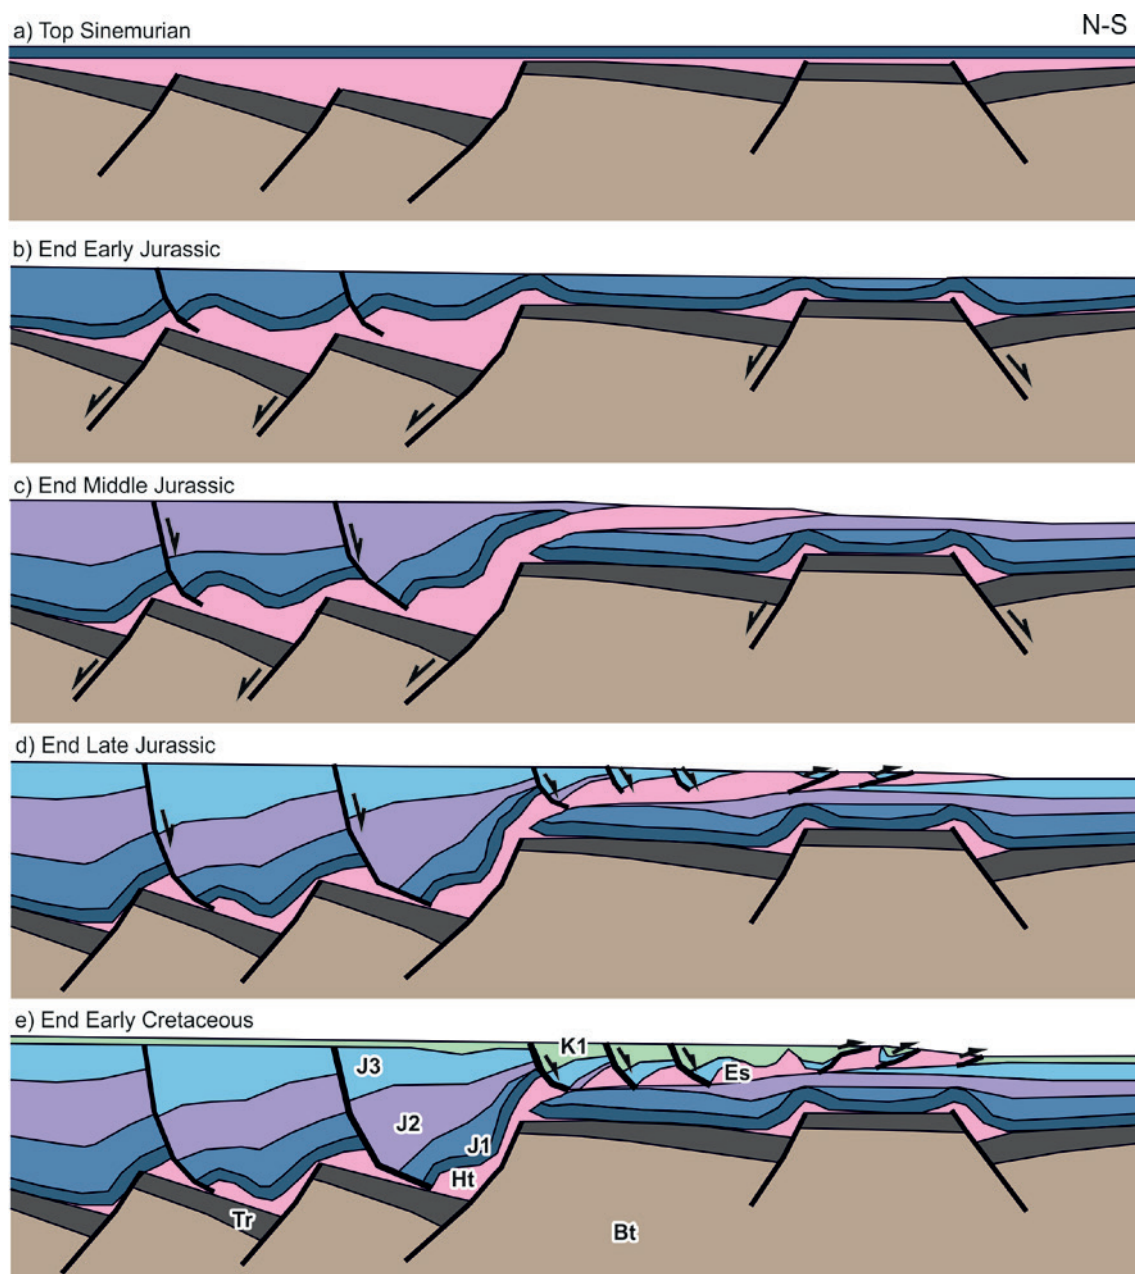 a) Top Sinemurian
N-S
b) End Early Jurassic
c) End Middle Jurassic
d) End Late Jurassic
e) End Early Cretaceous
K1
J3
Es
J2
J1
Ht
Tr
Bt